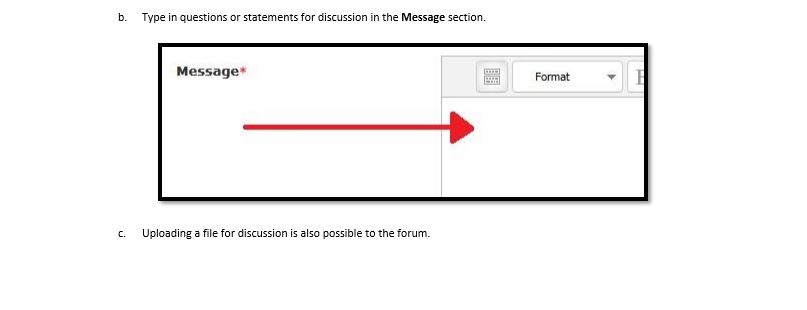 b. Type in questions or statements for discussion in the Message section.
Message*
Format
c. Uploading a file for discussion is also possible to the forum.